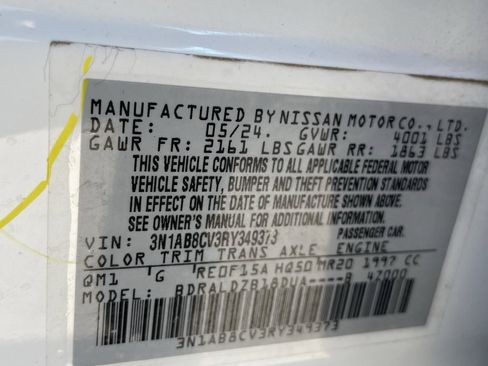 MANUFACTURED BY NISSAN MOTOR CO., LTD.
DATE: 05/24. GVWR: 4001 LBS
GAWR FR: 2161 LBS GAWR RR: 1863 LBS
THIS VEHICLE CONFORMS TO ALL APPLICABLE FEDERAL MOTOR
VEHICLE SAFETY, BUMPER AND THEFT PREVENTION STANDARDS
IN EFFECT ON THE DATE OF MANUFACTURE SHOWN ABOVE.
SEE OWNER'S MANUAL FOR ADDITIONAL INFORMATION.
VIN: 3N1AB8CV3RY349373 PASSENGER CAR.
COLOR TRIM TRANS AXLE ENGINE
QM1 G RE0F15A HQ50 MR20 1997 CC
MODEL: BDRALDZB18DUA----B 47000
3N1AB8CV3RY349373